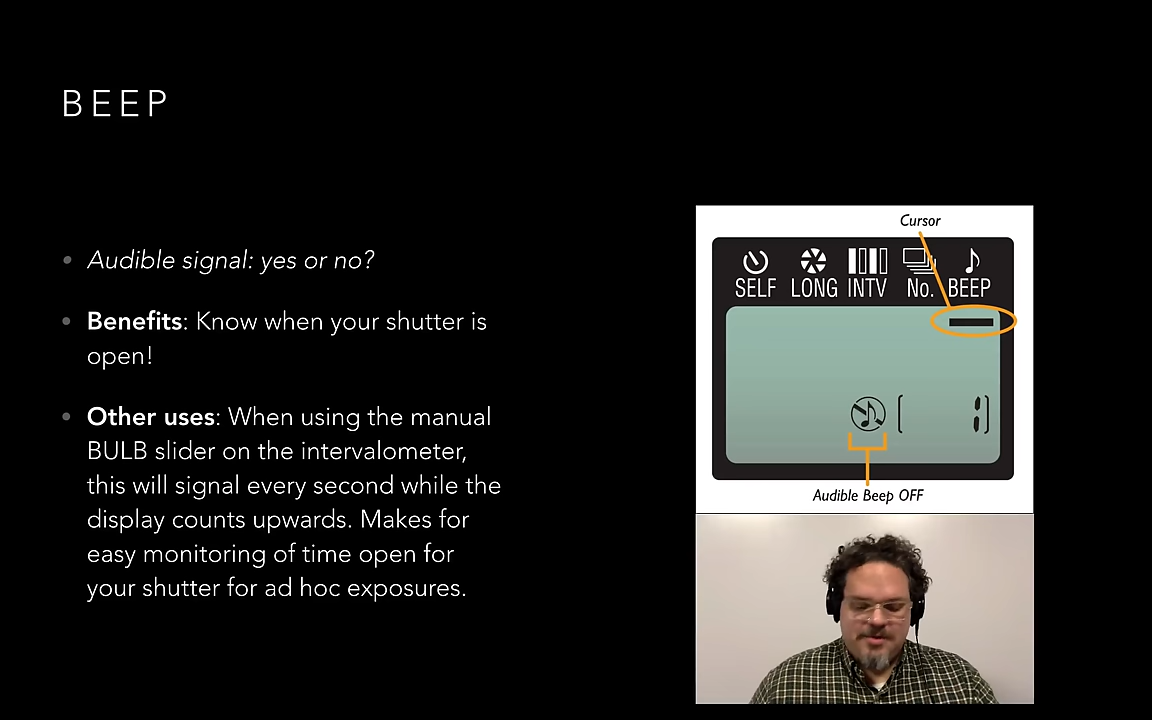 BEEP
• Audible signal: yes or no?
• Benefits: Know when your shutter is
open!
• Other uses: When using the manual
BULB slider on the intervalometer,
this will signal every second while the
display counts upwards. Makes for
easy monitoring of time open for
your shutter for ad hoc exposures.
Cursor
SELF LONG INTV No. BEEP
[ 1]
Audible Beep OFF